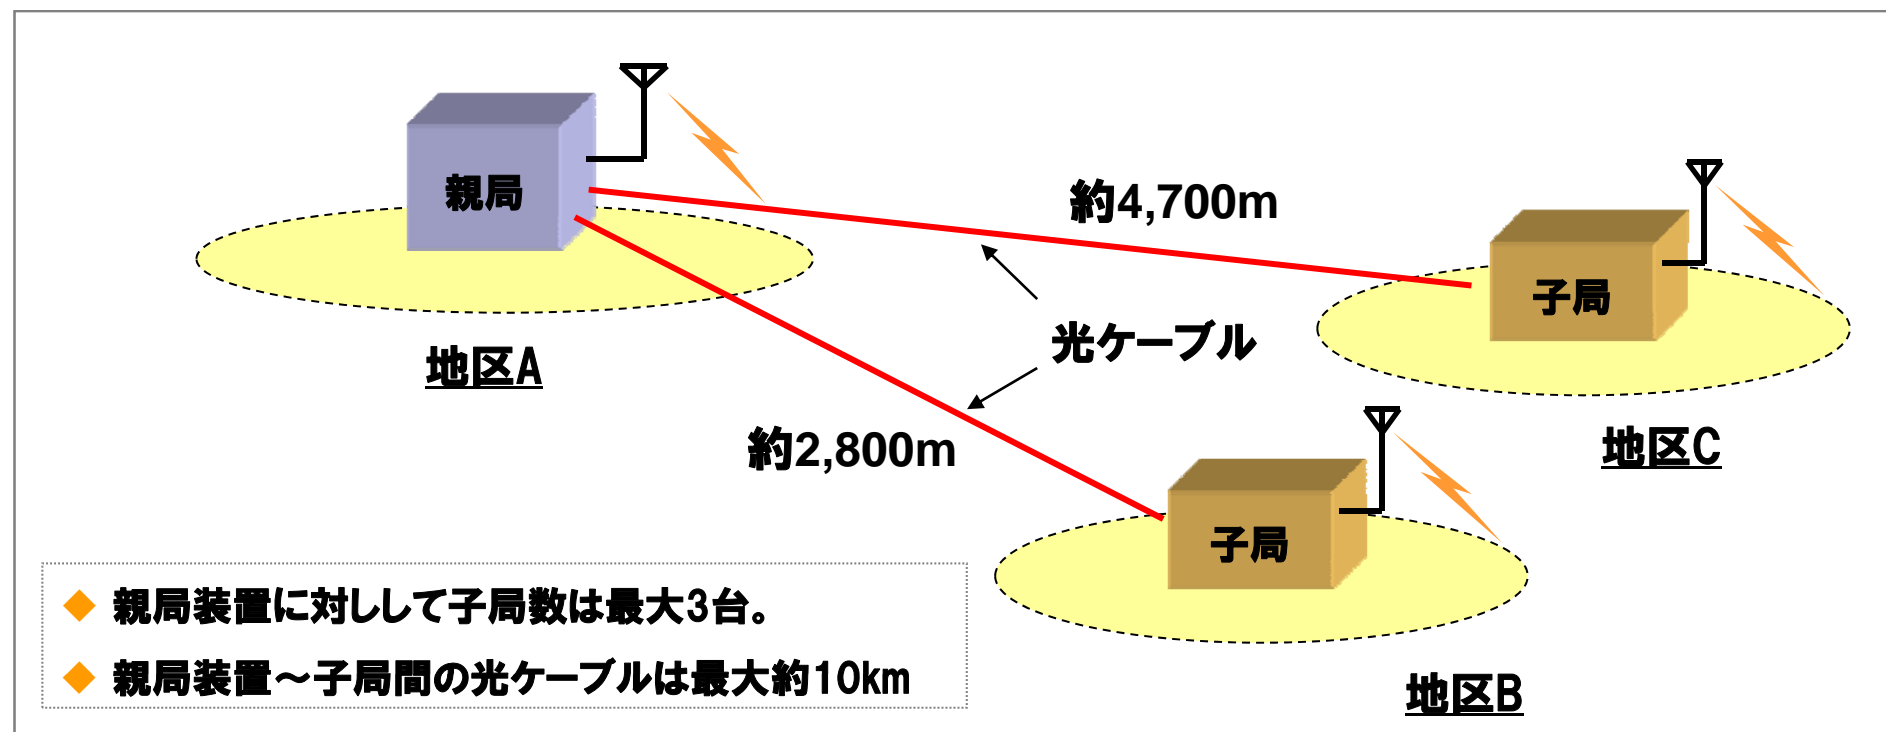 親局
約4,700m
子局
光ケーブル
地区A
約2,800m
地区C
子局
◆ 親局装置に対しして子局数は最大3台。
◆ 親局装置～子局間の光ケーブルは最大約10km
地区B